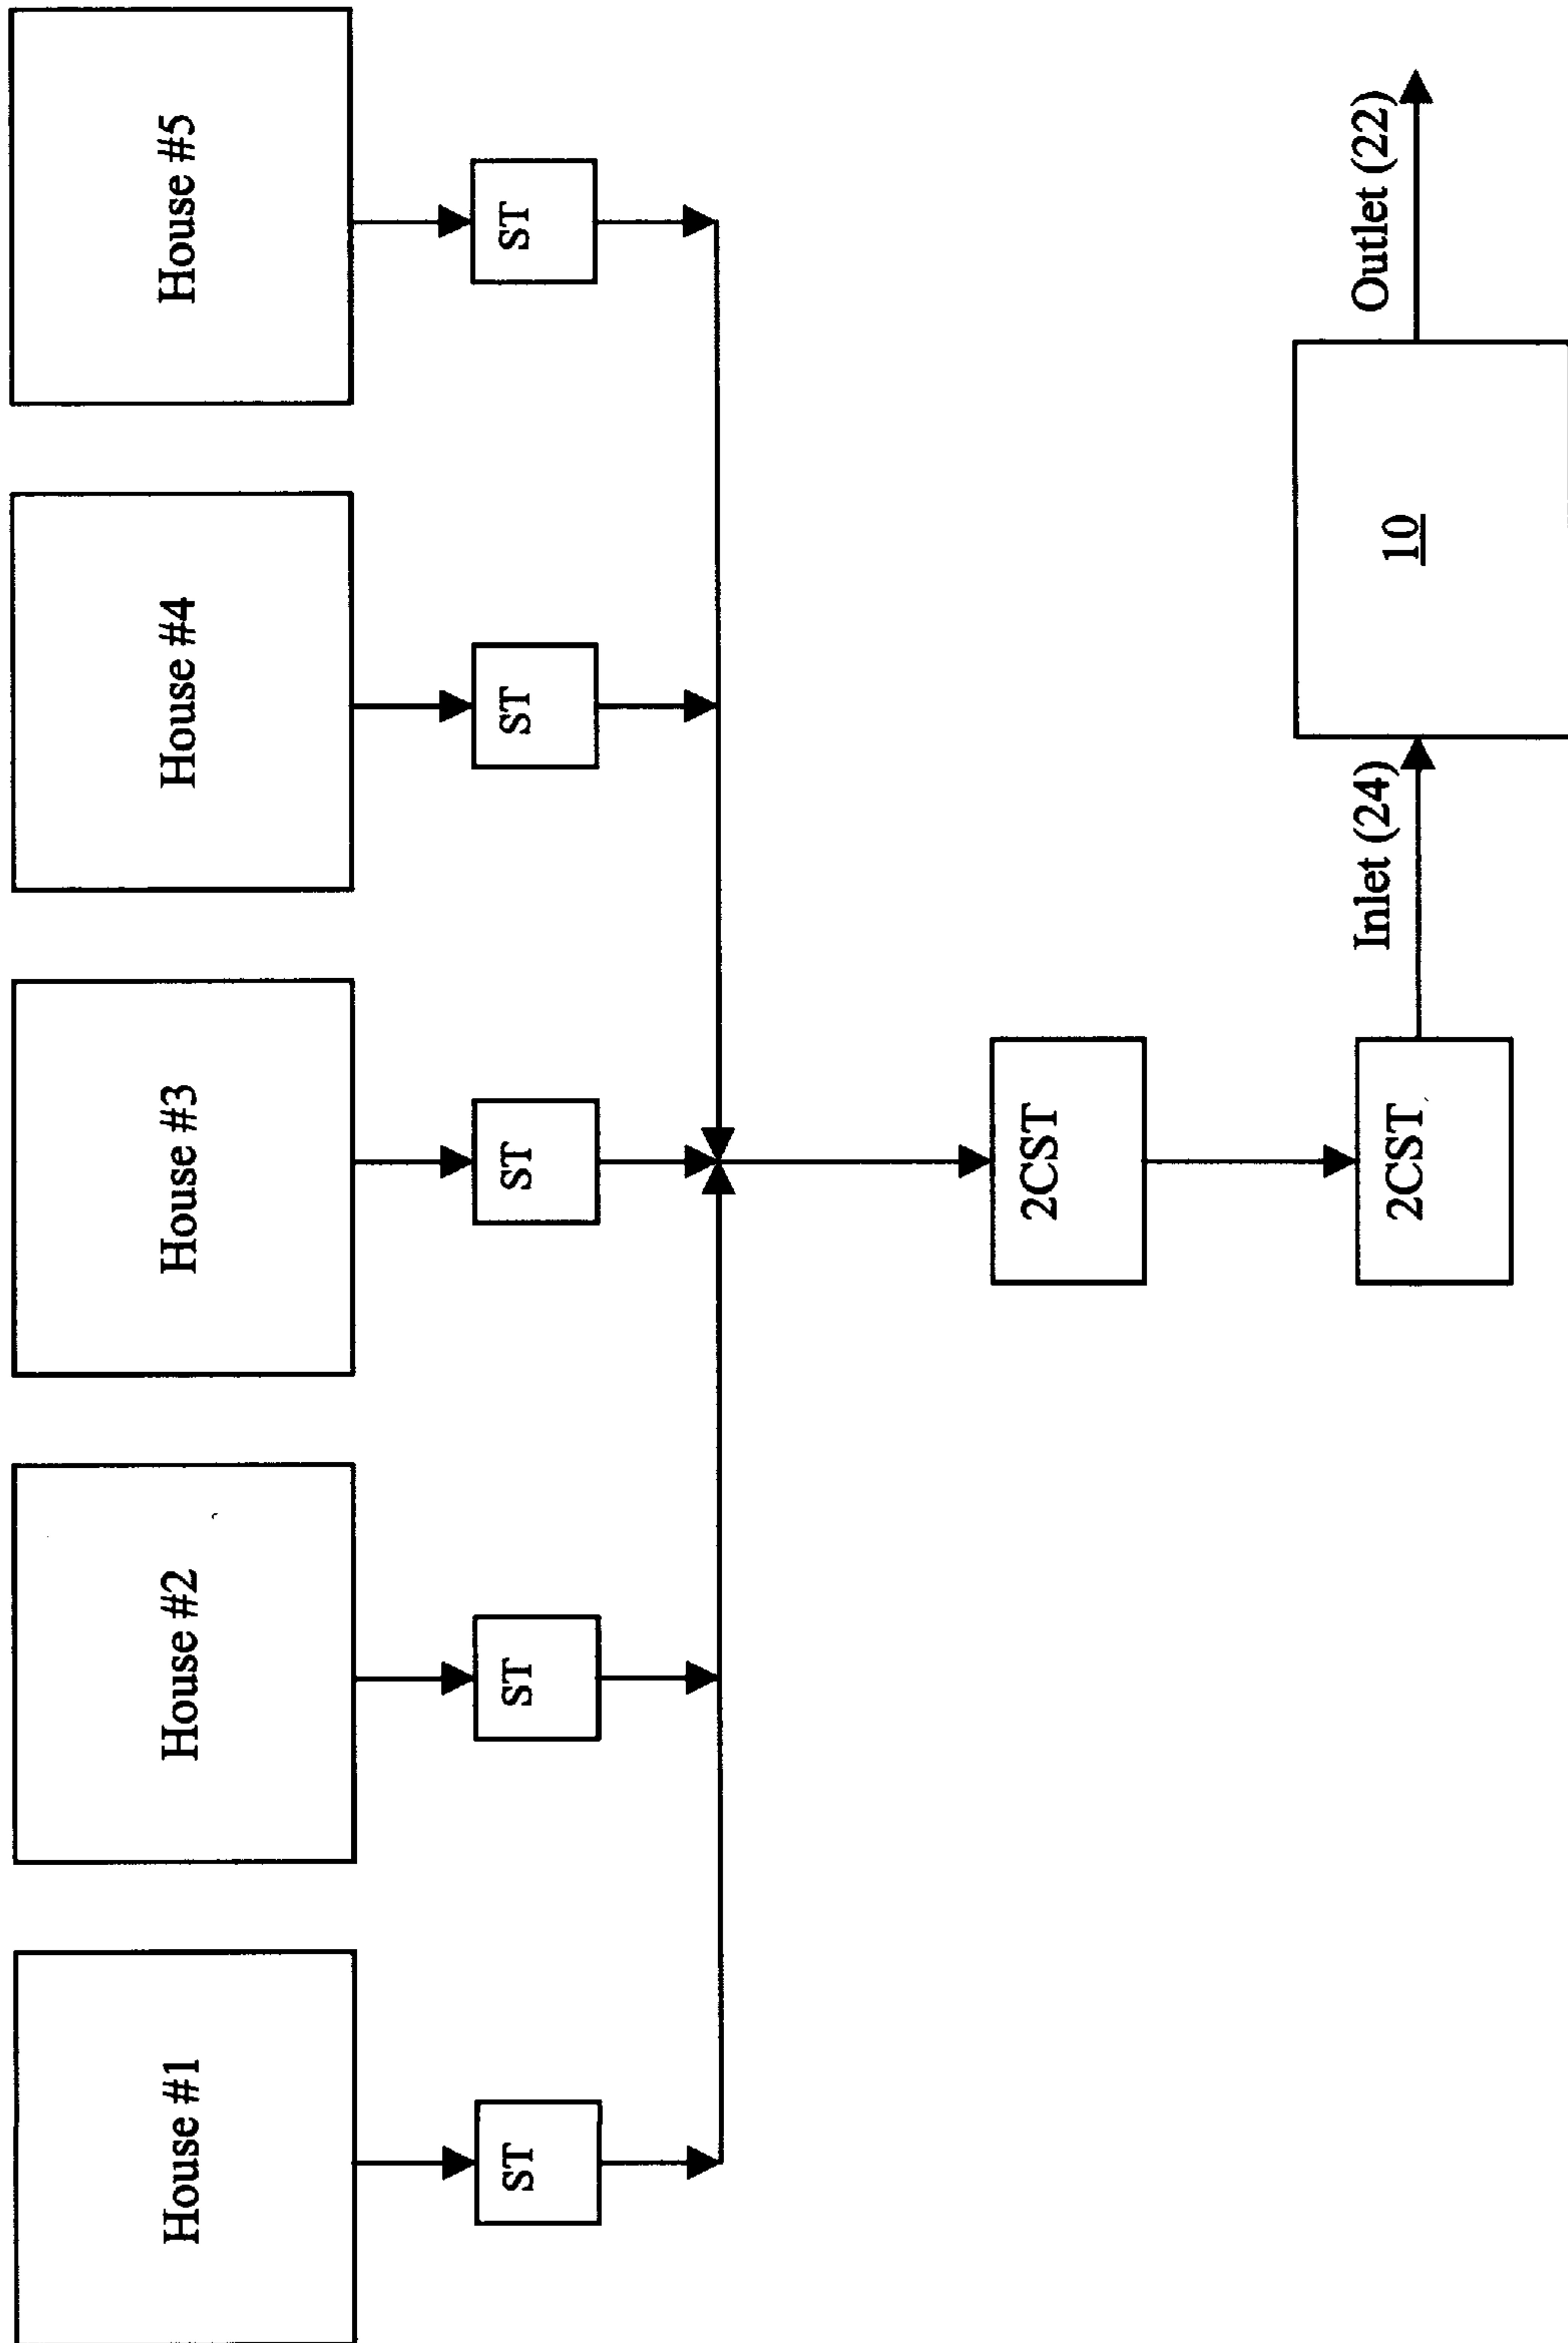 House #1
House #2
House #3
House #4
House #5
ST
ST
ST
ST
ST
2CST
2CST
Inlet (24)
10
Outlet (22)